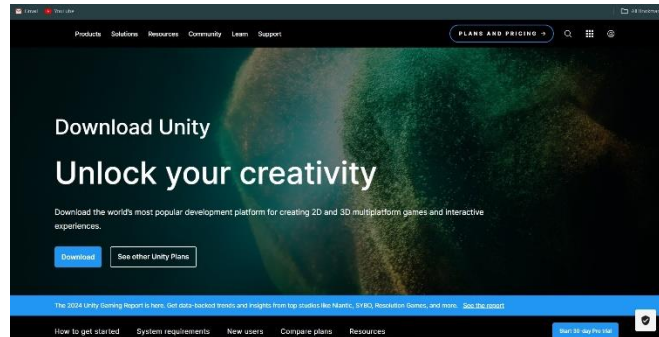 Gmail YouTube All Bookmarks
Products Solutions Resources Community Learn Support PLANS AND PRICING →
Download Unity
Unlock your creativity
Download the world's most popular development platform for creating 2D and 3D multiplatform games and interactive
experiences.
Download See other Unity Plans
The 2024 Unity Gaming Report is here. Get data-backed trends and insights from top studios like Niantic, SYBO, Resolution Games, and more. See the report
How to get started System requirements New users Compare plans Resources Start 30-day Pro trial